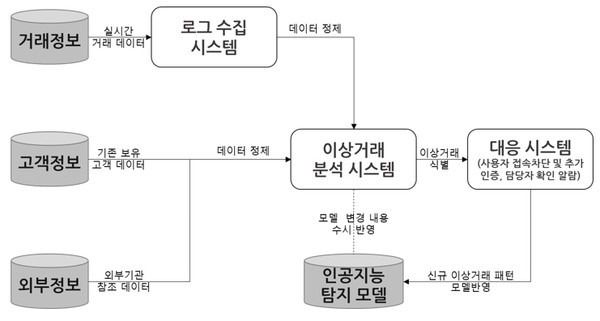 거래정보
실시간
거래 데이터
로그 수집
시스템
데이터 정제
고객정보
기존 보유
고객 데이터
데이터 정제
이상거래
분석 시스템
이상거래
식별
대응 시스템
(사용자 접속차단 및 추가
인증, 담당자 확인 알람)
모델 변경 내용
수시 반영
외부정보
외부기관
참조 데이터
인공지능
탐지 모델
신규 이상거래 패턴
모델반영